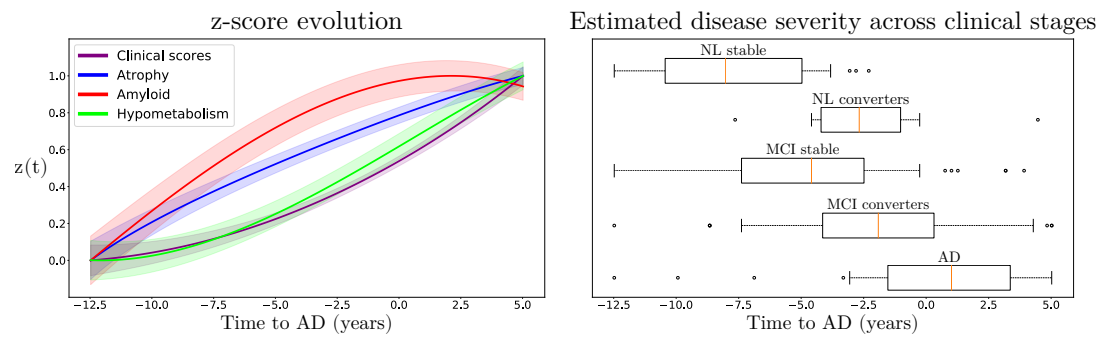 z-score evolution
Clinical scores
Atrophy
Amyloid
Hypometabolism
1.0
0.8
0.6
0.4
0.2
0.0
z(t)
−12.5 −10.0 −7.5 −5.0 −2.5 0.0 2.5 5.0
Time to AD (years)
Estimated disease severity across clinical stages
NL stable
NL converters
MCI stable
MCI converters
AD
−12.5 −10.0 −7.5 −5.0 −2.5 0.0 2.5 5.0
Time to AD (years)